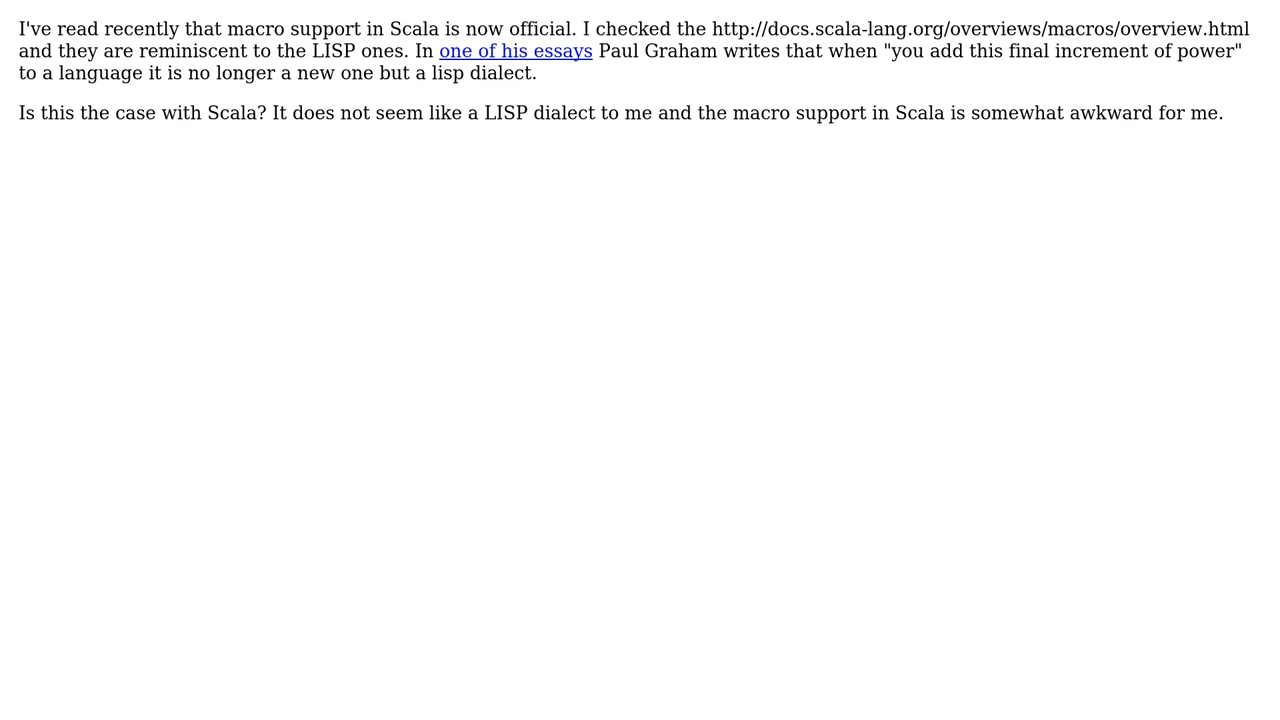 I've read recently that macro support in Scala is now official. I checked the http://docs.scala-lang.org/overviews/macros/overview.html
and they are reminiscent to the LISP ones. In one of his essays Paul Graham writes that when "you add this final increment of power"
to a language it is no longer a new one but a lisp dialect.
Is this the case with Scala? It does not seem like a LISP dialect to me and the macro support in Scala is somewhat awkward for me.